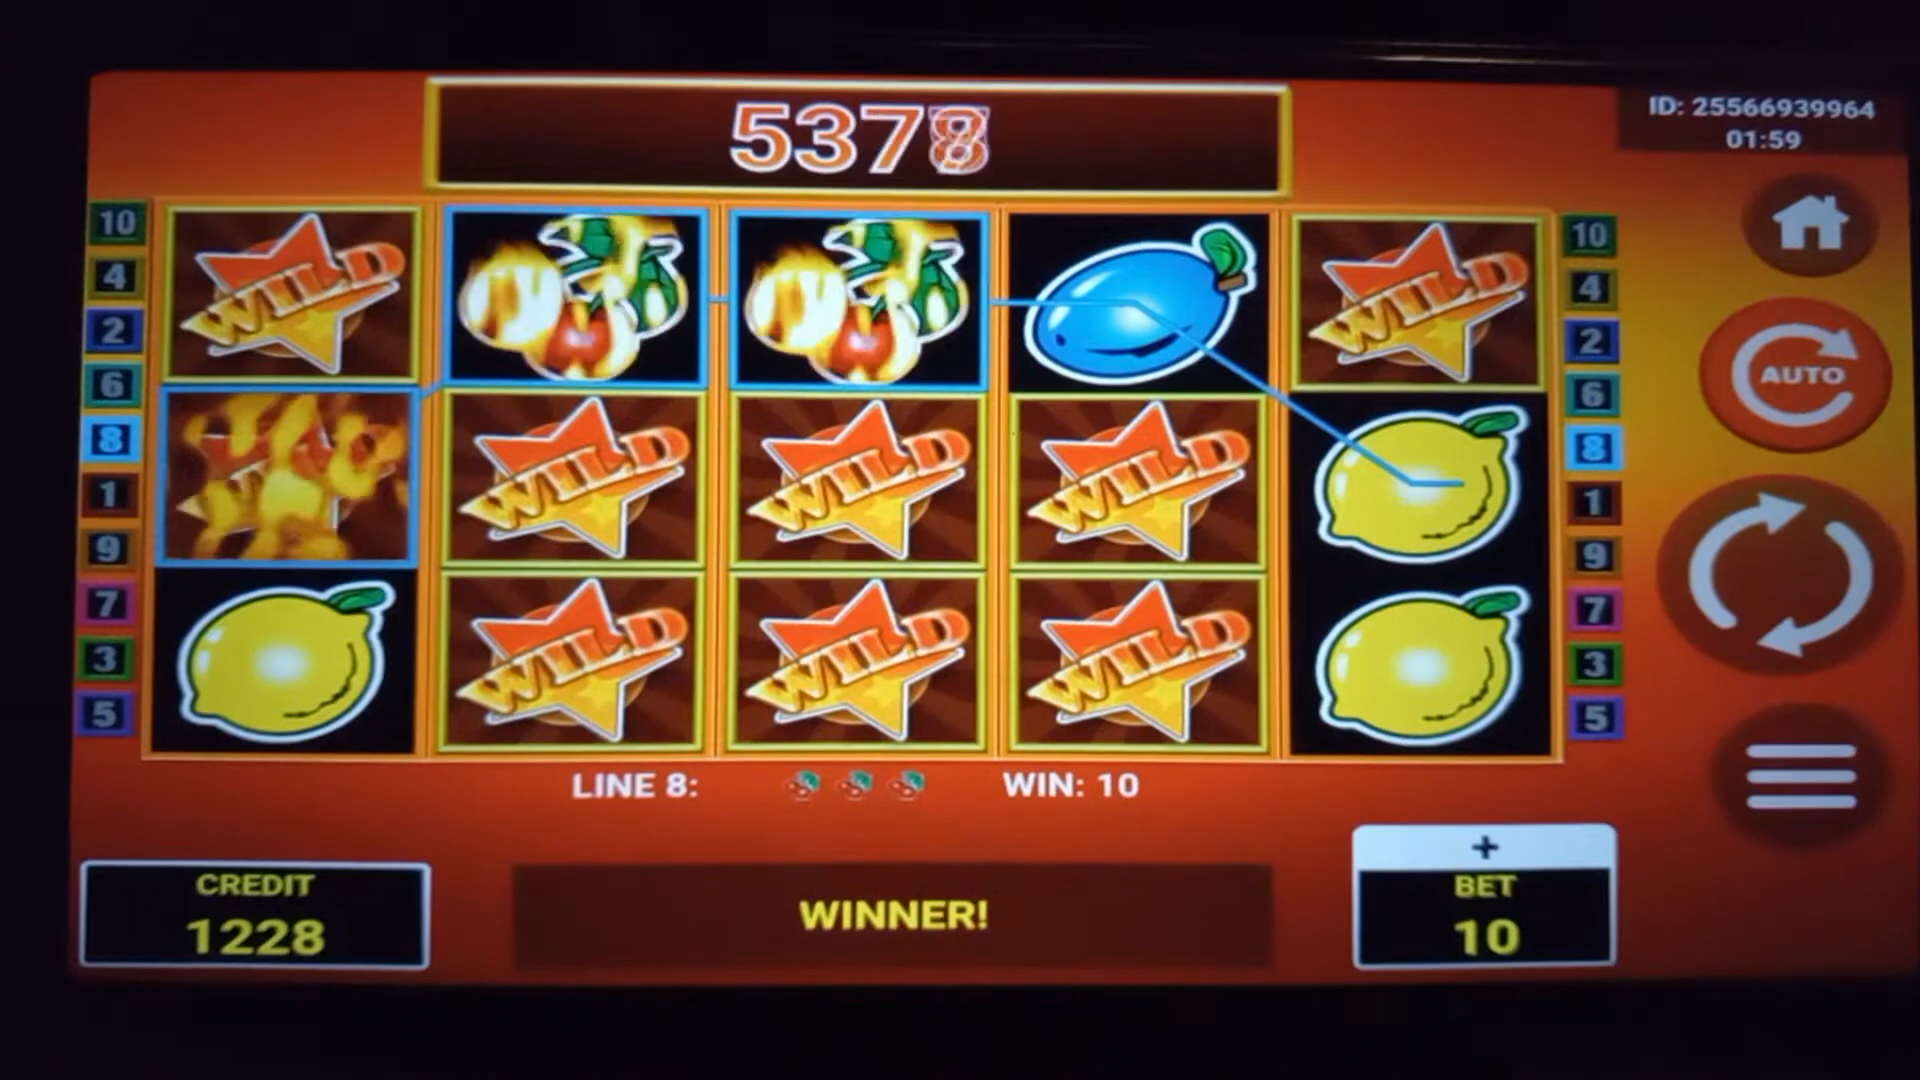 5378
ID: 25566939964
01:59
10 WILD WILD 10
4 4
2 2
6 AUTO
6
8 WILD WILD WILD WILD 8
1 1
9 9
7 WILD WILD WILD 7
3 3
5 5
LINE 8: WIN: 10
CREDIT
1228
WINNER!
+
BET
10